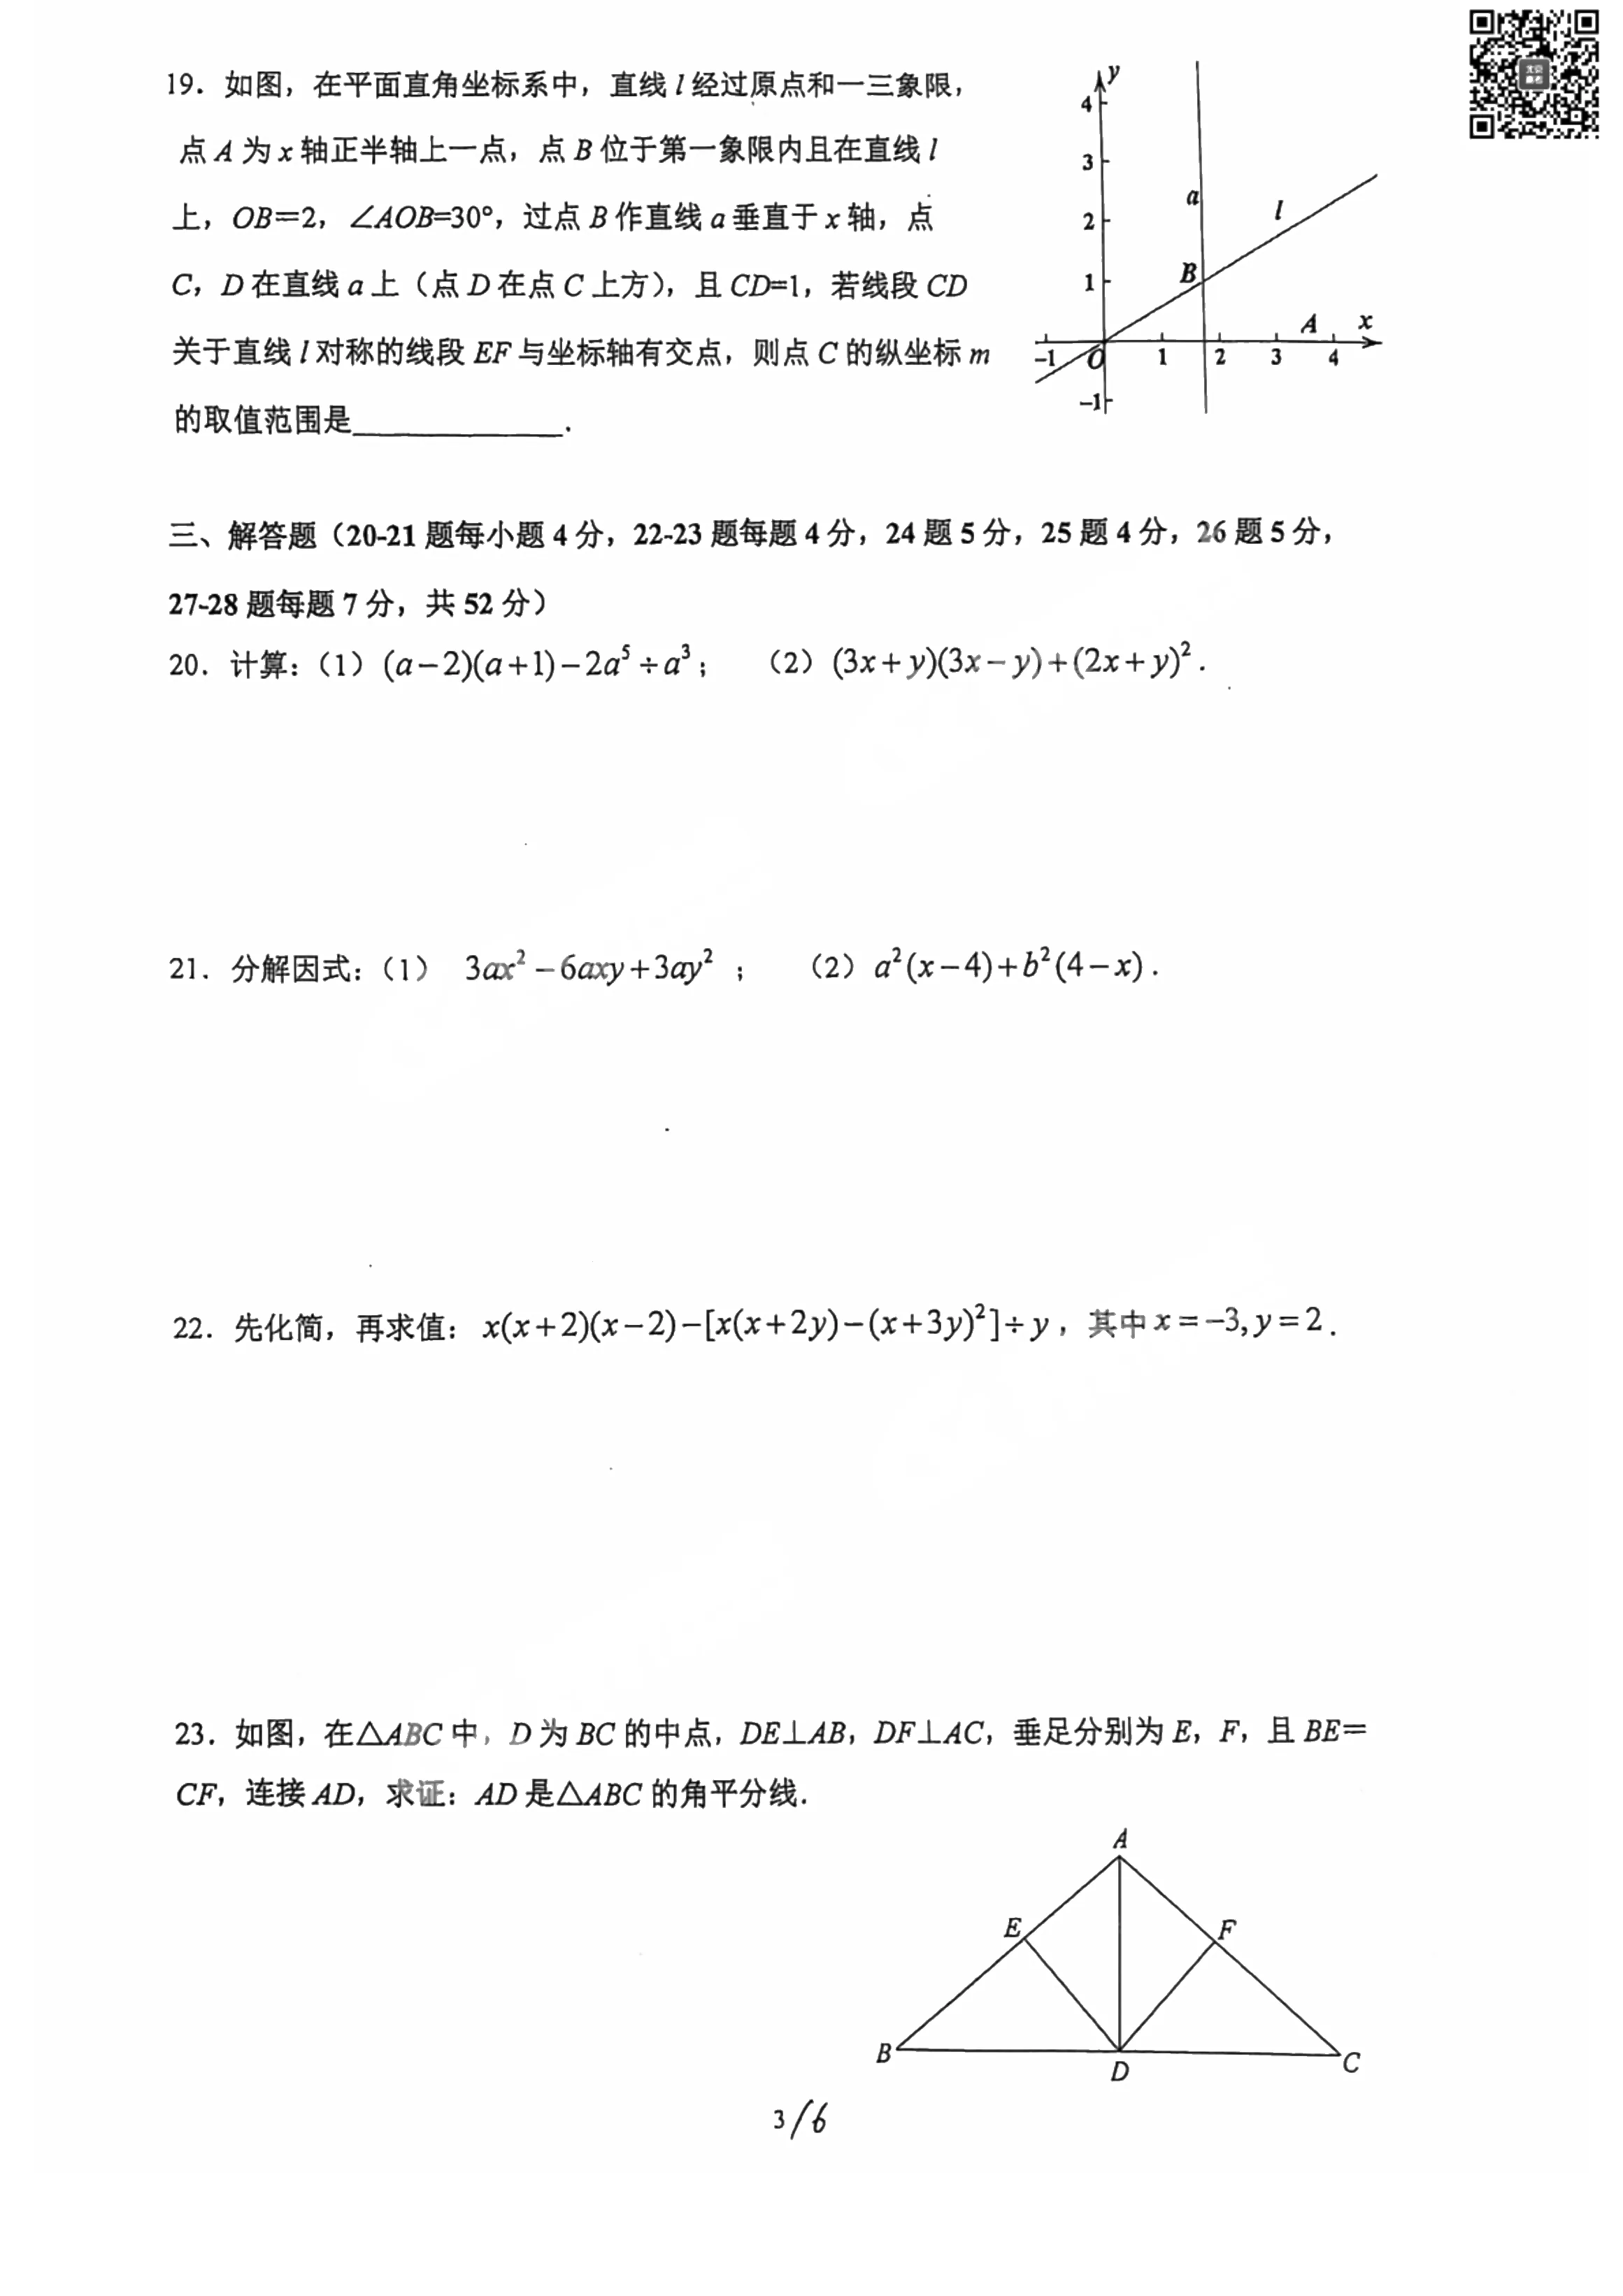 19．如图，在平面直角坐标系中，直线 l 经过原点和一三象限，
点 A 为 x 轴正半轴上一点，点 B 位于第一象限内且在直线 l
上，OB＝2，∠AOB=30°，过点 B 作直线 a 垂直于 x 轴，点
C，D 在直线 a 上（点 D 在点 C 上方），且 CD=1，若线段 CD
关于直线 l 对称的线段 EF 与坐标轴有交点，则点 C 的纵坐标 m
的取值范围是______________．
y
4
3
a
l
2
B
1
A
x
-1
O
1
2
3
4
-1
三、解答题（20-21 题每小题 4 分，22-23 题每题 4 分，24 题 5 分，25 题 4 分，26 题 5 分，
27-28 题每题 7 分，共 52 分）
20．计算：（1）(a−2)(a+1)−2a⁵÷a³； （2）(3x+y)(3x−y)+(2x+y)²．
21．分解因式：（1） 3ax²−6axy+3ay² ； （2）a²(x−4)+b²(4−x)．
22．先化简，再求值：x(x+2)(x−2)−[x(x+2y)−(x+3y)²]÷y，其中 x=−3,y=2．
23．如图，在△ABC 中，D 为 BC 的中点，DE⊥AB，DF⊥AC，垂足分别为 E，F，且 BE＝
CF，连接 AD，求证：AD 是△ABC 的角平分线．
A
E
F
B
D
C
3/6